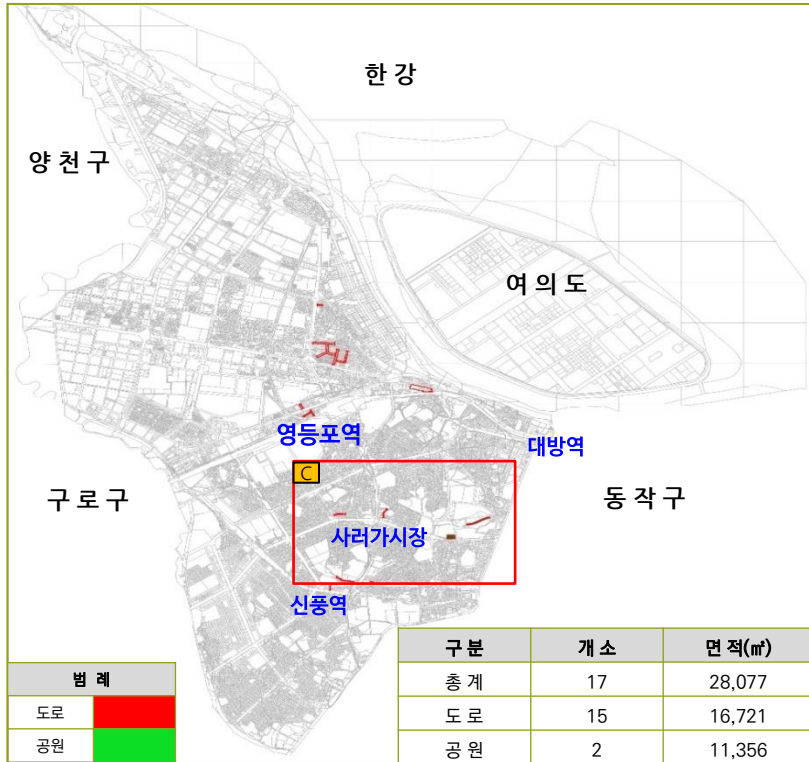 한 강
양 천 구
여 의 도
영등포역
대방역
C
구 로 구
동 작 구
사러가시장
신풍역
구 분 개 소 면 적(㎡)
총 계 17 28,077
도 로 15 16,721
공 원 2 11,356
범 례
도로
공원